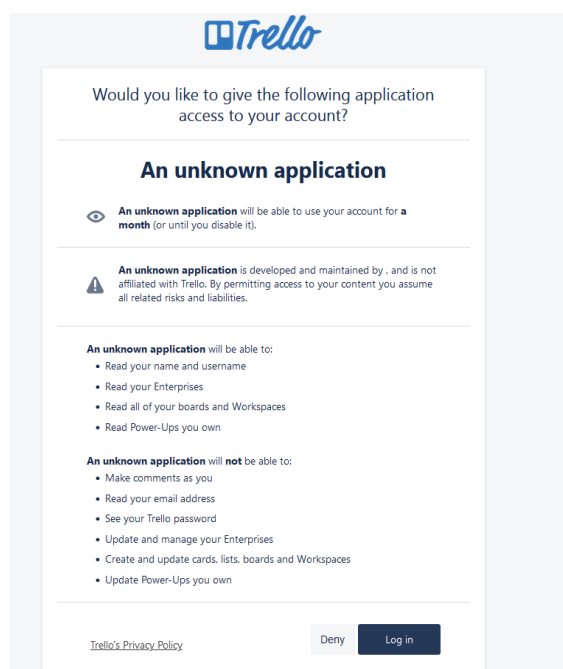 Trello
Would you like to give the following application
access to your account?
An unknown application
An unknown application will be able to use your account for a
month (or until you disable it).
An unknown application is developed and maintained by , and is not
affiliated with Trello. By permitting access to your content you assume
all related risks and liabilities.
An unknown application will be able to:
• Read your name and username
• Read your Enterprises
• Read all of your boards and Workspaces
• Read Power-Ups you own
An unknown application will not be able to:
• Make comments as you
• Read your email address
• See your Trello password
• Update and manage your Enterprises
• Create and update cards, lists, boards and Workspaces
• Update Power-Ups you own
Trello's Privacy Policy
Deny
Log in